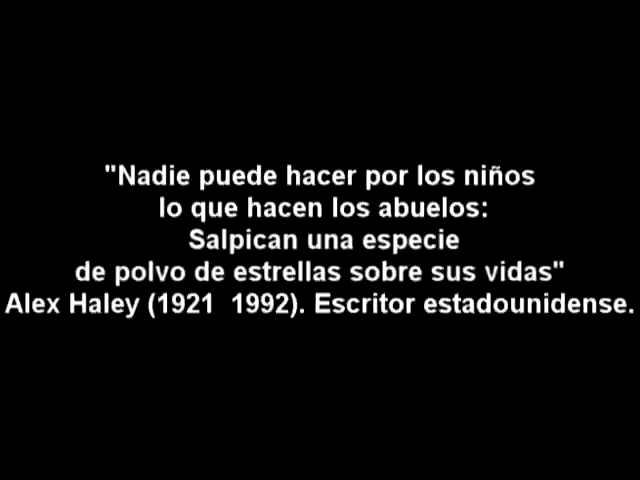 "Nadie puede hacer por los niños
lo que hacen los abuelos:
Salpican una especie
de polvo de estrellas sobre sus vidas"
Alex Haley (1921  1992). Escritor estadounidense.